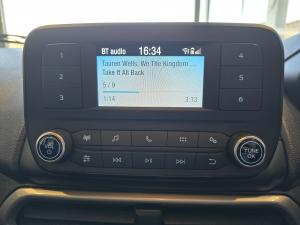 BT audio 16:34
1 Tauren Wells, We The Kingdom ... 4
Take It All Back
2 5 / 9 5
3 1:14 3:13 6
VOL
TUNE
OK